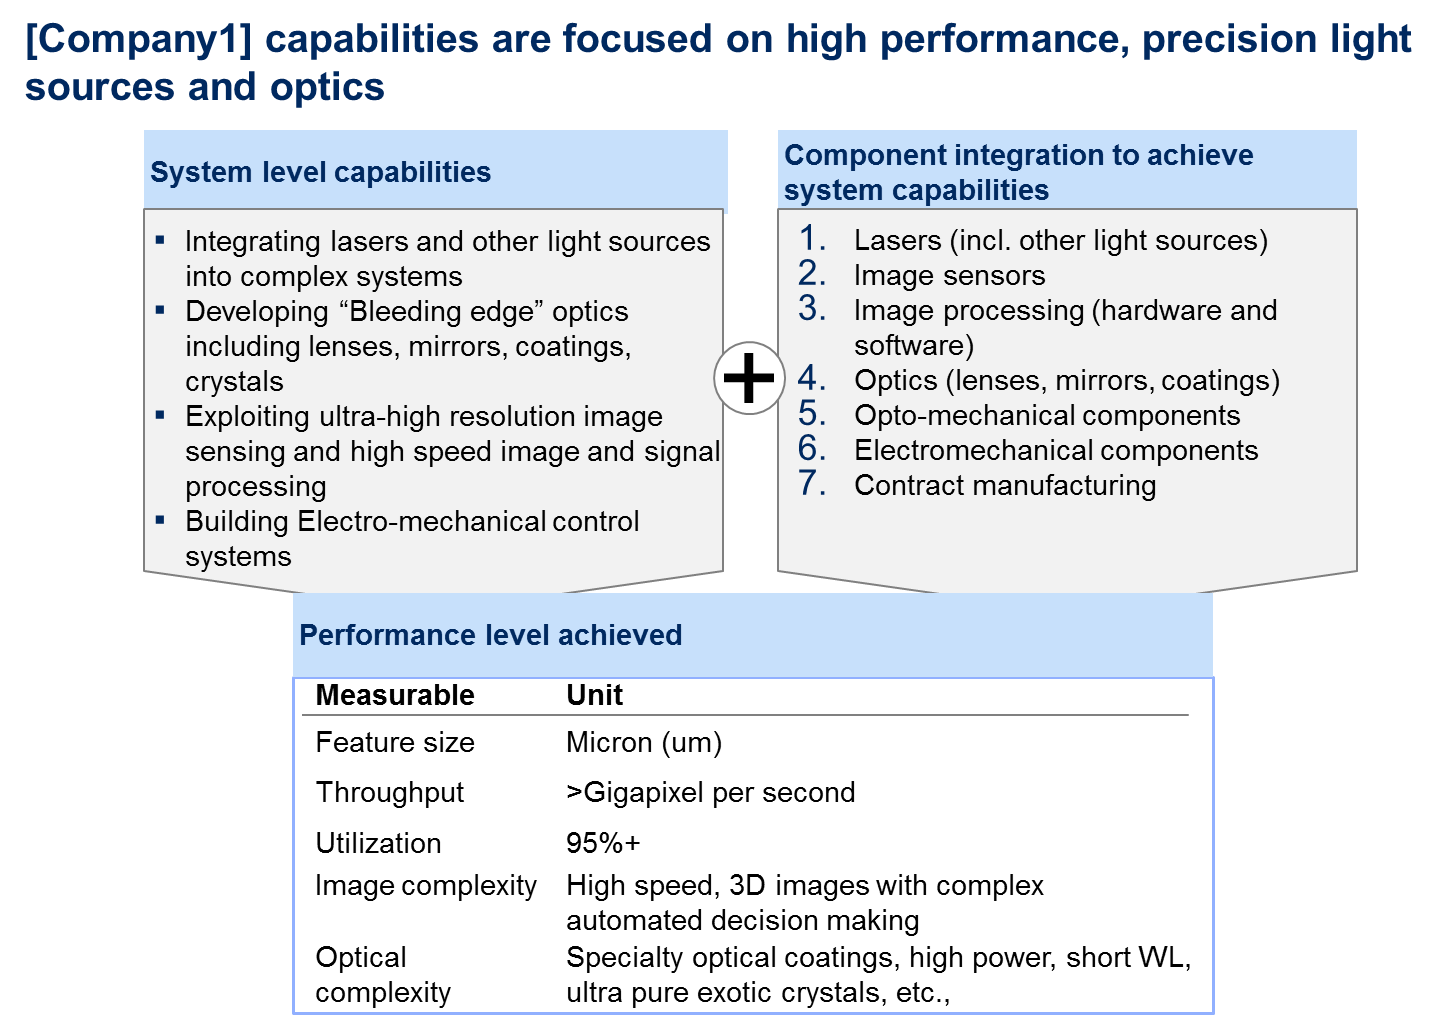 [Company1] capabilities are focused on high performance, precision light
sources and optics
System level capabilities
▪ Integrating lasers and other light sources
into complex systems
▪ Developing “Bleeding edge” optics
including lenses, mirrors, coatings,
crystals
▪ Exploiting ultra-high resolution image
sensing and high speed image and signal
processing
▪ Building Electro-mechanical control
systems
+
Component integration to achieve
system capabilities
1. Lasers (incl. other light sources)
2. Image sensors
3. Image processing (hardware and
software)
4. Optics (lenses, mirrors, coatings)
5. Opto-mechanical components
6. Electromechanical components
7. Contract manufacturing
Performance level achieved
Measurable Unit
Feature size Micron (um)
Throughput >Gigapixel per second
Utilization 95%+
Image complexity High speed, 3D images with complex
automated decision making
Optical Specialty optical coatings, high power, short WL,
complexity ultra pure exotic crystals, etc.,